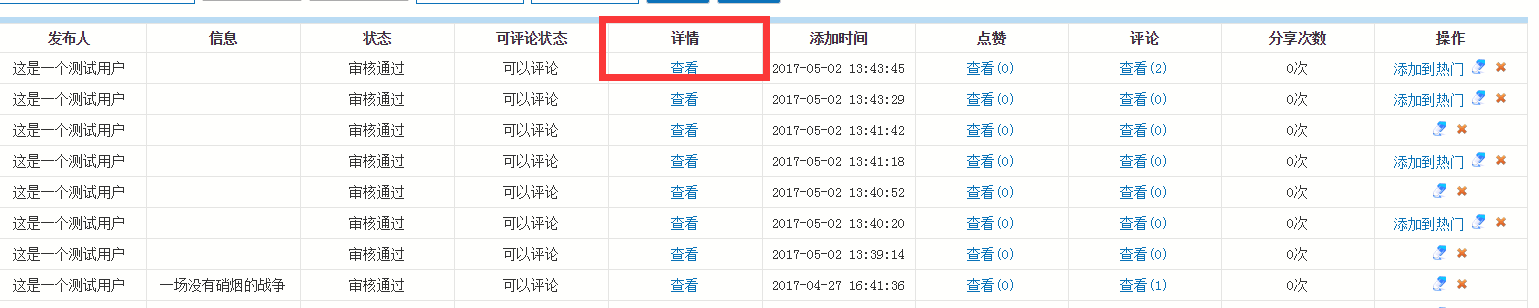 发布人 信息 状态 可评论状态 详情 添加时间 点赞 评论 分享次数 操作
这是一个测试用户 审核通过 可以评论 查看 2017-05-02 13:43:45 查看(0) 查看(2) 0次 添加到热门
这是一个测试用户 审核通过 可以评论 查看 2017-05-02 13:43:29 查看(0) 查看(0) 0次 添加到热门
这是一个测试用户 审核通过 可以评论 查看 2017-05-02 13:41:42 查看(0) 查看(0) 0次
这是一个测试用户 审核通过 可以评论 查看 2017-05-02 13:41:18 查看(0) 查看(0) 0次 添加到热门
这是一个测试用户 审核通过 可以评论 查看 2017-05-02 13:40:52 查看(0) 查看(0) 0次
这是一个测试用户 审核通过 可以评论 查看 2017-05-02 13:40:20 查看(0) 查看(0) 0次 添加到热门
这是一个测试用户 审核通过 可以评论 查看 2017-05-02 13:39:14 查看(0) 查看(0) 0次
这是一个测试用户 一场没有硝烟的战争 审核通过 可以评论 查看 2017-04-27 16:41:36 查看(0) 查看(1) 0次